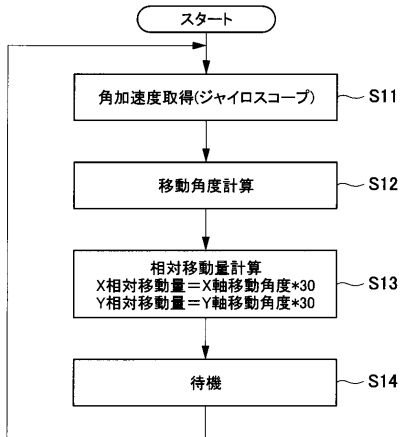 スタート
角加速度取得(ジャイロスコープ)
S11
移動角度計算
S12
相対移動量計算
X相対移動量＝X軸移動角度*30
Y相対移動量＝Y軸移動角度*30
S13
待機
S14